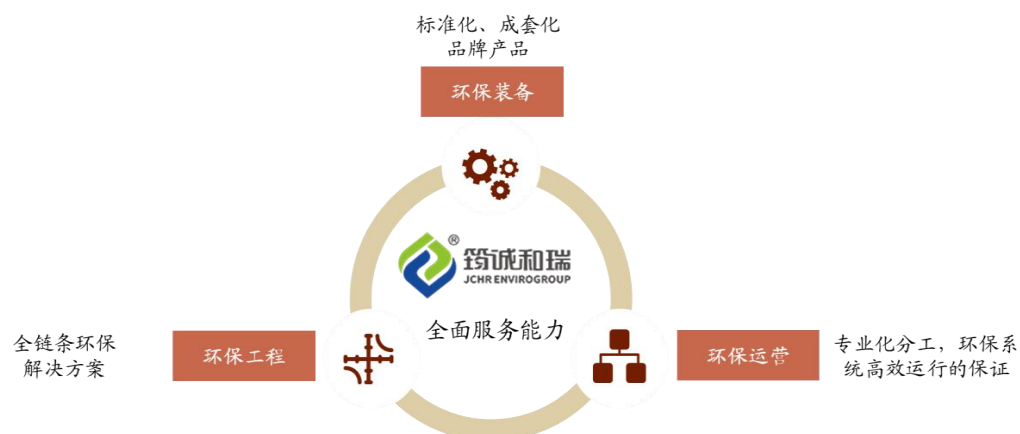 标准化、成套化
品牌产品
环保装备
®
筠诚和瑞
JCHR ENVIROGROUP
全面服务能力
全链条环保
解决方案
环保工程
环保运营
专业化分工，环保系
统高效运行的保证